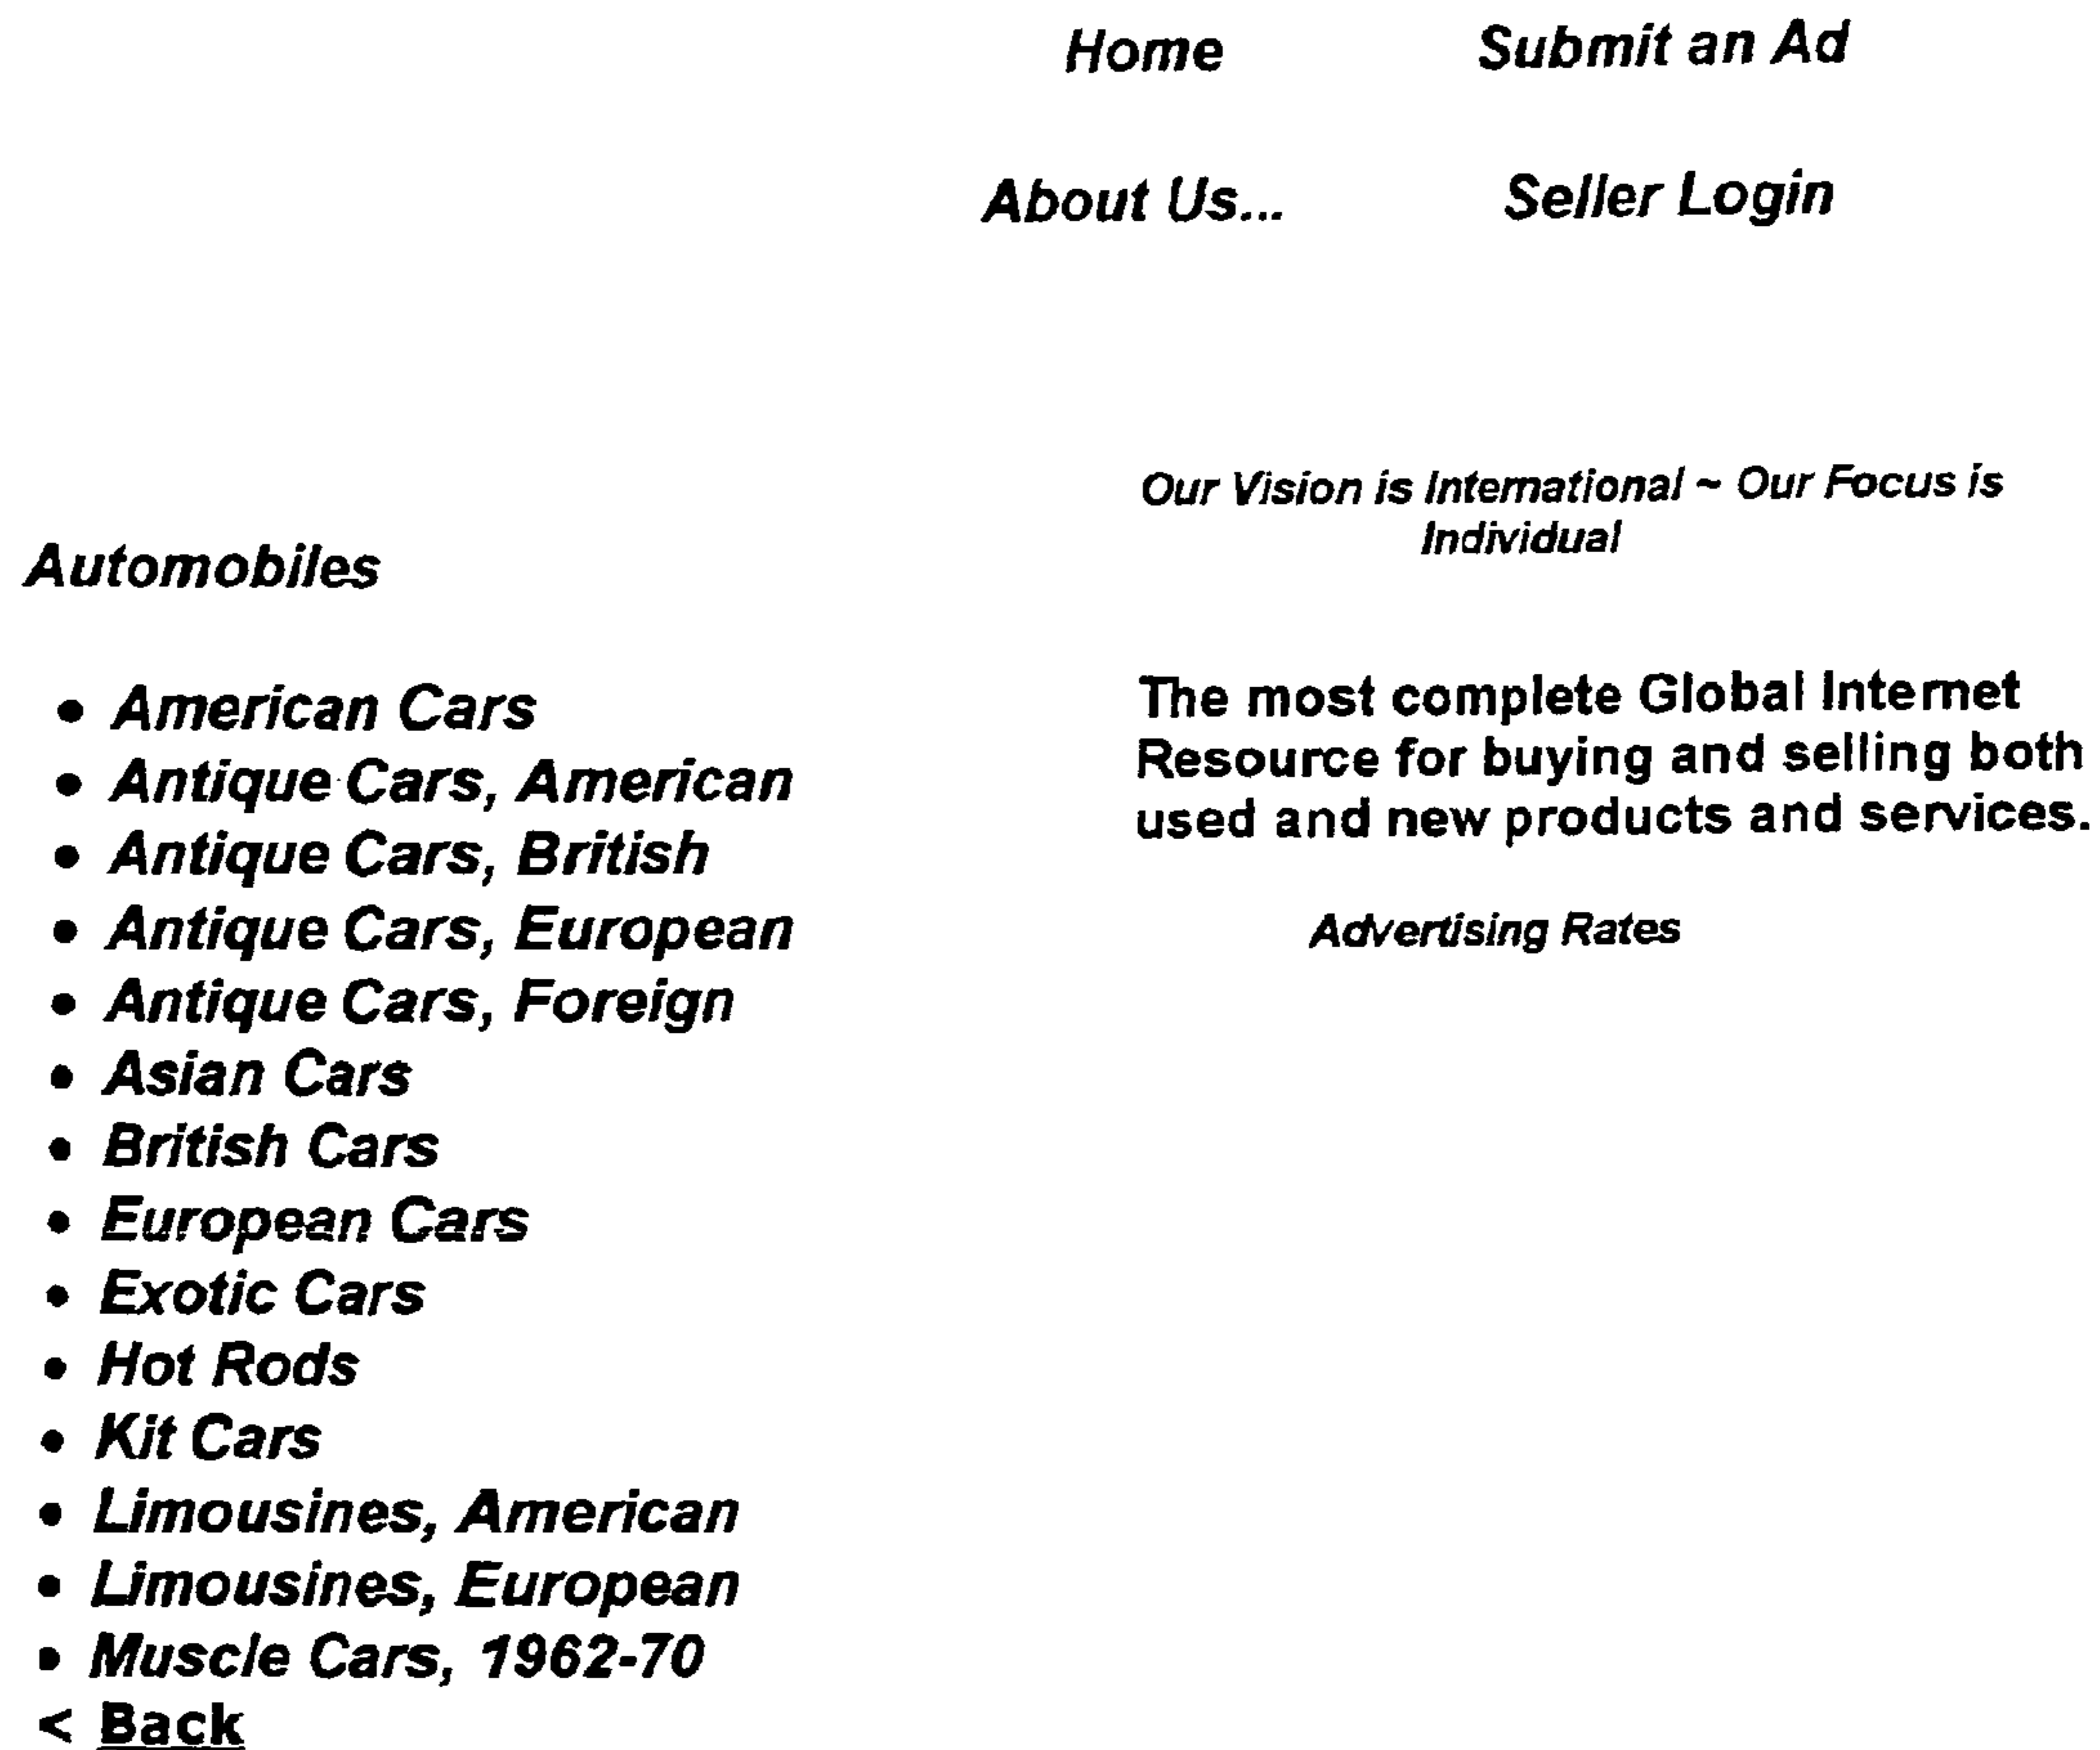 Home Submit an Ad
About Us... Seller Login
Our Vision is International ~ Our Focus is
Individual
Automobiles
• American Cars
• Antique Cars, American
• Antique Cars, British
• Antique Cars, European
• Antique Cars, Foreign
• Asian Cars
• British Cars
• European Cars
• Exotic Cars
• Hot Rods
• Kit Cars
• Limousines, American
• Limousines, European
• Muscle Cars, 1962-70
< Back
The most complete Global Internet
Resource for buying and selling both
used and new products and services.
Advertising Rates